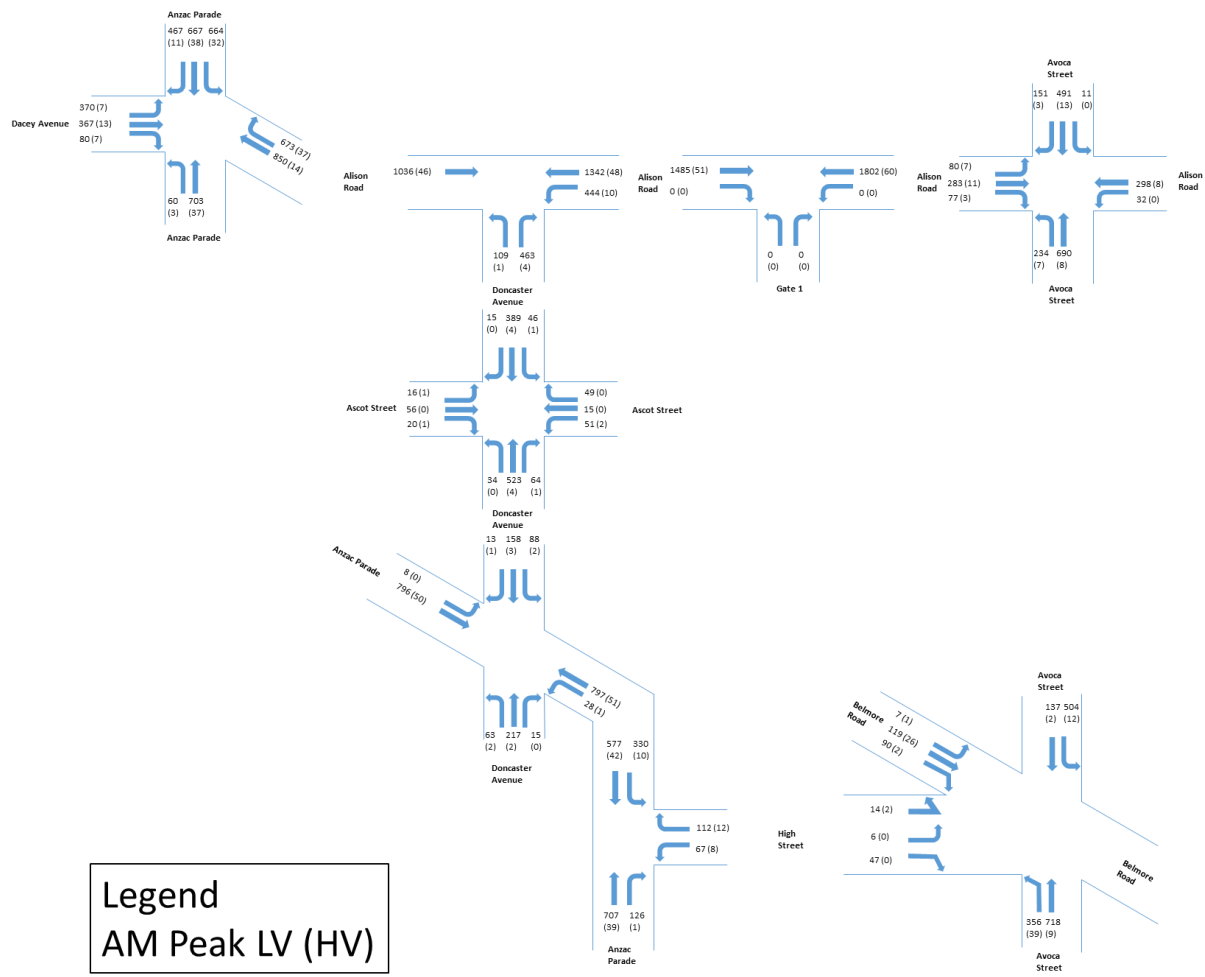 Anzac Parade
467 667 664
(11) (38) (32)
370 (7)
Dacey Avenue 367 (13)
80 (7)
673 (37)
850 (14)
60 703
(3) (37)
Anzac Parade
Alison
Road
1036 (46)
1342 (48)
444 (10)
109 463
(1) (4)
Doncaster
Avenue
Alison
Road
1485 (51)
0 (0)
1802 (60)
0 (0)
0 0
(0) (0)
Gate 1
Avoca
Street
151 491 11
(3) (13) (0)
Alison
Road
80 (7)
283 (11)
77 (3)
298 (8)
32 (0)
Alison
Road
234 690
(7) (8)
Avoca
Street
15 389 46
(0) (4) (1)
16 (1)
Ascot Street 56 (0)
20 (1)
49 (0)
15 (0) Ascot Street
51 (2)
34 523 64
(0) (4) (1)
Doncaster
Avenue
13 158 88
(1) (3) (2)
Anzac Parade
8 (0)
796 (50)
797 (51)
28 (1)
63 217 15
(2) (2) (0)
Doncaster
Avenue
577 330
(42) (10)
112 (12)
67 (8)
High
Street
707 126
(39) (1)
Anzac
Parade
Avoca
Street
137 504
(2) (12)
Belmore
Road
7 (1)
119 (26)
90 (2)
14 (2)
6 (0)
47 (0)
Belmore
Road
356 718
(39) (9)
Avoca
Street
Legend
AM Peak LV (HV)